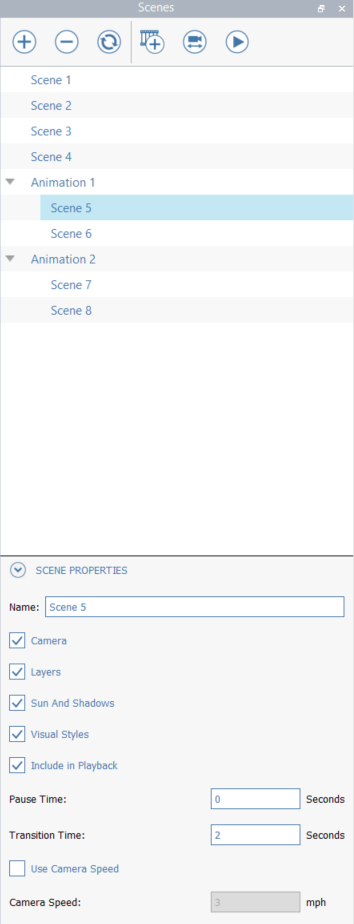 Scenes
Scene 1
Scene 2
Scene 3
Scene 4
Animation 1
Scene 5
Scene 6
Animation 2
Scene 7
Scene 8
SCENE PROPERTIES
Name: Scene 5
Camera
Layers
Sun And Shadows
Visual Styles
Include in Playback
Pause Time: 0 Seconds
Transition Time: 2 Seconds
Use Camera Speed
Camera Speed: 3 mph